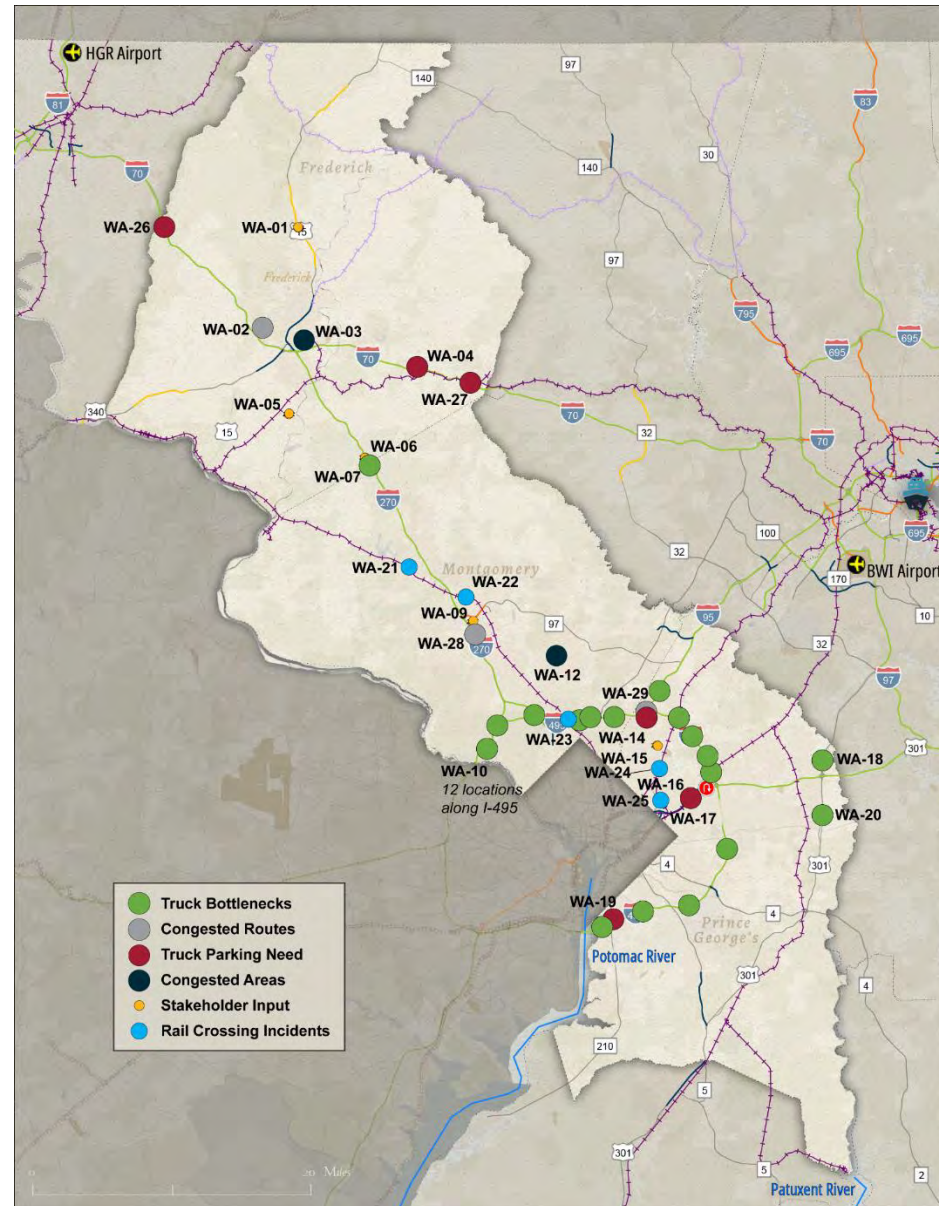 HGR Airport
140
97
83
81
30
70
140
Frederick
WA-26
WA-01
15
97
Frederick
795
WA-02
WA-03
695
695
70
WA-04
WA-27
70
WA-05
340
32
15
70
WA-06
WA-07
270
695
32
100
Montgomery
BWI Airport
WA-21
170
WA-22
95
WA-09
97
10
WA-28
270
32
WA-12
97
WA-29
301
WA-14
WA-23
WA-15
WA-18
WA-10
WA-24
12 locations
along I-495
WA-16
WA-25
WA-17
WA-20
4
301
Truck Bottlenecks
Congested Routes
Truck Parking Need
Congested Areas
Stakeholder Input
Rail Crossing Incidents
WA-19
4
Prince
George's
Potomac River
301
4
210
5
0
20 Miles
301
5
2
Patuxent River